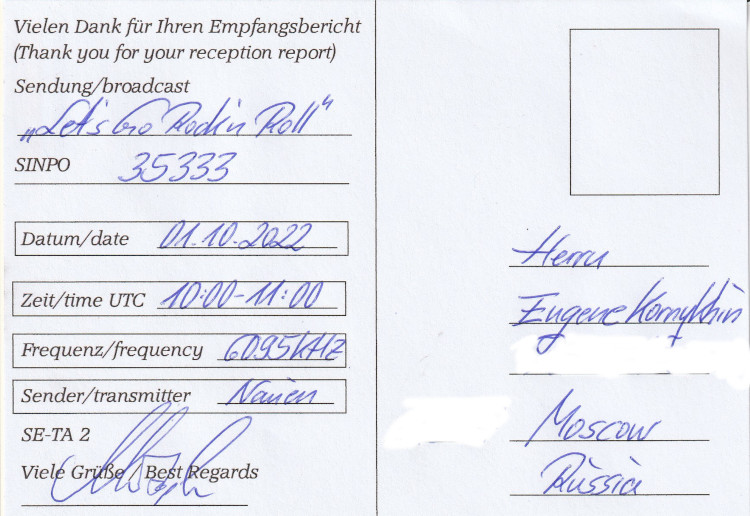 Vielen Dank für Ihren Empfangsbericht
(Thank you for your reception report)
Sendung/broadcast
„Let's Go Rock'n Roll“
SINPO 35333
Datum/date 01.10.2022
Zeit/time UTC 10:00-11:00
Frequenz/frequency 6095KHZ
Sender/transmitter Nauen
SE-TA 2
Viele Grüße / Best Regards
Herrn
Eugene
Moscow
Russia